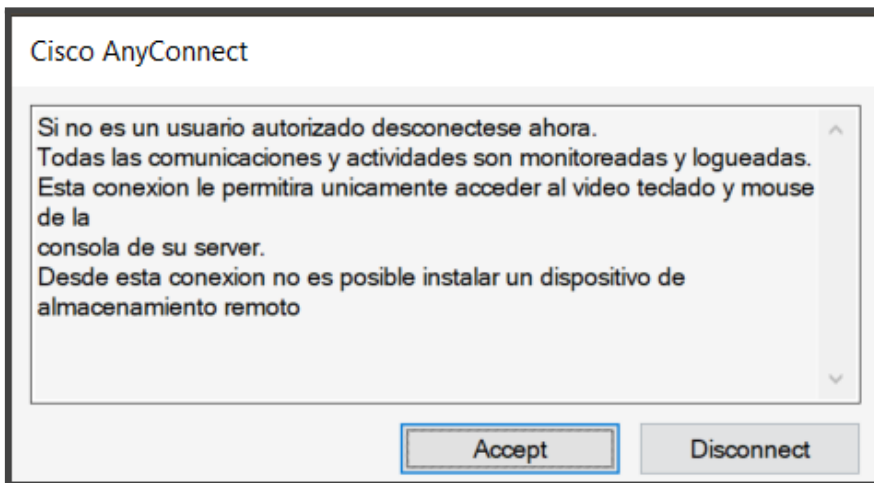 Cisco AnyConnect
Si no es un usuario autorizado desconectese ahora.
Todas las comunicaciones y actividades son monitoreadas y logueadas.
Esta conexion le permitira unicamente acceder al video teclado y mouse
de la
consola de su server.
Desde esta conexion no es posible instalar un dispositivo de
almacenamiento remoto
Accept Disconnect